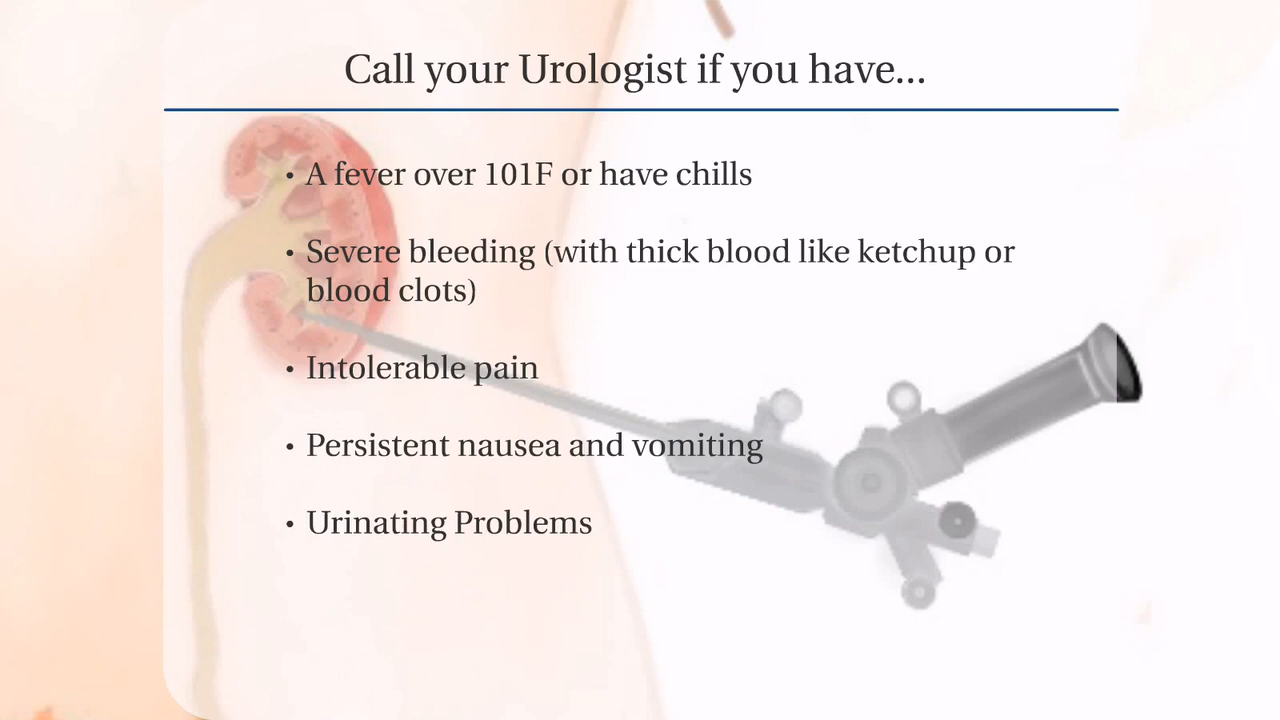 Call your Urologist if you have...
• A fever over 101F or have chills
• Severe bleeding (with thick blood like ketchup or
blood clots)
• Intolerable pain
• Persistent nausea and vomiting
• Urinating Problems